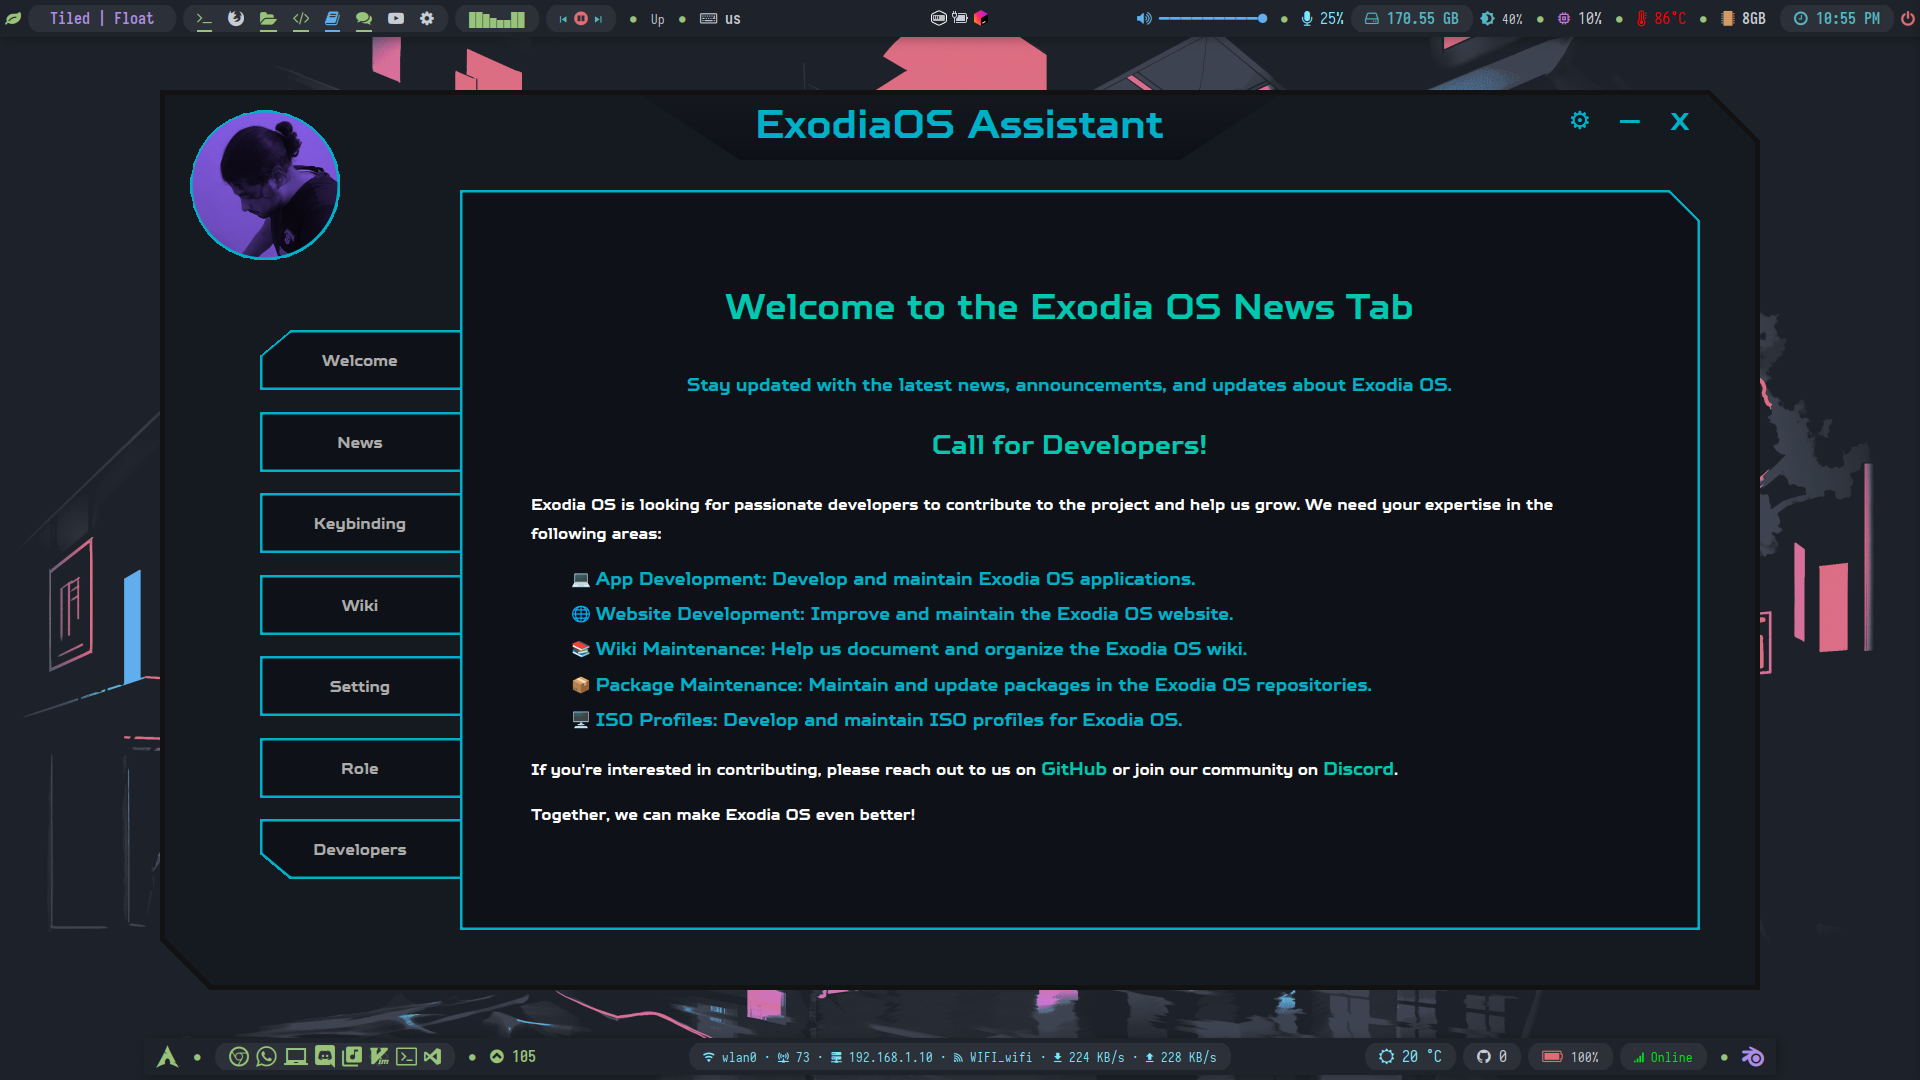 Tiled | Float
Up
us
25%
170.55 GB
40%
10%
86°C
8GB
10:55 PM
ExodiaOS Assistant
X
Welcome
News
Keybinding
Wiki
Setting
Role
Developers
Welcome to the Exodia OS News Tab
Stay updated with the latest news, announcements, and updates about Exodia OS.
Call for Developers!
Exodia OS is looking for passionate developers to contribute to the project and help us grow. We need your expertise in the
following areas:
💻 App Development: Develop and maintain Exodia OS applications.
🌐 Website Development: Improve and maintain the Exodia OS website.
📚 Wiki Maintenance: Help us document and organize the Exodia OS wiki.
📦 Package Maintenance: Maintain and update packages in the Exodia OS repositories.
🖥️ ISO Profiles: Develop and maintain ISO profiles for Exodia OS.
If you're interested in contributing, please reach out to us on GitHub or join our community on Discord.
Together, we can make Exodia OS even better!
105
wlan0 · 73 · 192.168.1.10 · WIFI_wifi · 224 KB/s · 228 KB/s
20 °C
0
100%
Online